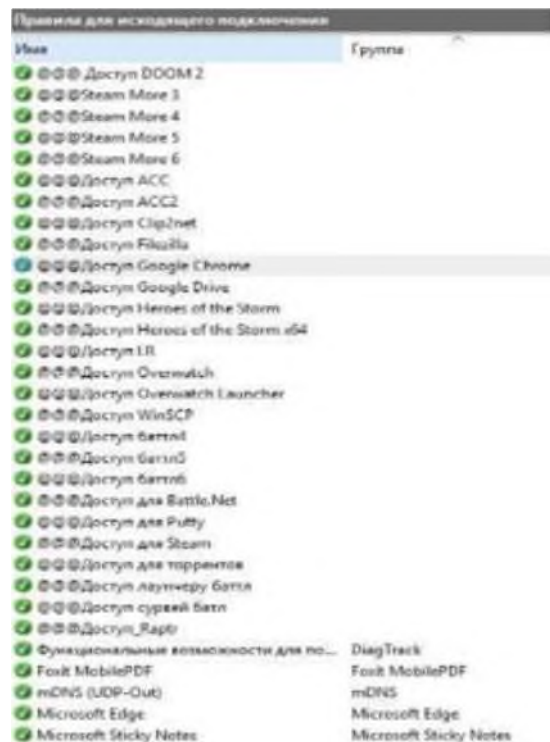 Правила для исходящего подключения
Имя Группа
@@@ Доступ DOOM 2
@@@Steam More 3
@@@Steam More 4
@@@Steam More 5
@@@Steam More 6
@@@Доступ ACC
@@@Доступ ACC2
@@@Доступ Clip2net
@@@Доступ Filezilla
@@@Доступ Google Chrome
@@@Доступ Google Drive
@@@Доступ Heroes of the Storm
@@@Доступ Heroes of the Storm x64
@@@Доступ LR
@@@Доступ Overwatch
@@@Доступ Overwatch Launcher
@@@Доступ WinSCP
@@@Доступ баттл4
@@@Доступ баттл5
@@@Доступ баттл6
@@@Доступ для Battle.Net
@@@Доступ для Putty
@@@Доступ для Steam
@@@Доступ для торрентов
@@@Доступ лаунчеру баттл
@@@Доступ сурвей батл
@@@Доступ_Raptr
Функциональные возможности для по... DiagTrack
Foxit MobilePDF Foxit MobilePDF
mDNS (UDP-Out) mDNS
Microsoft Edge Microsoft Edge
Microsoft Sticky Notes Microsoft Sticky Notes